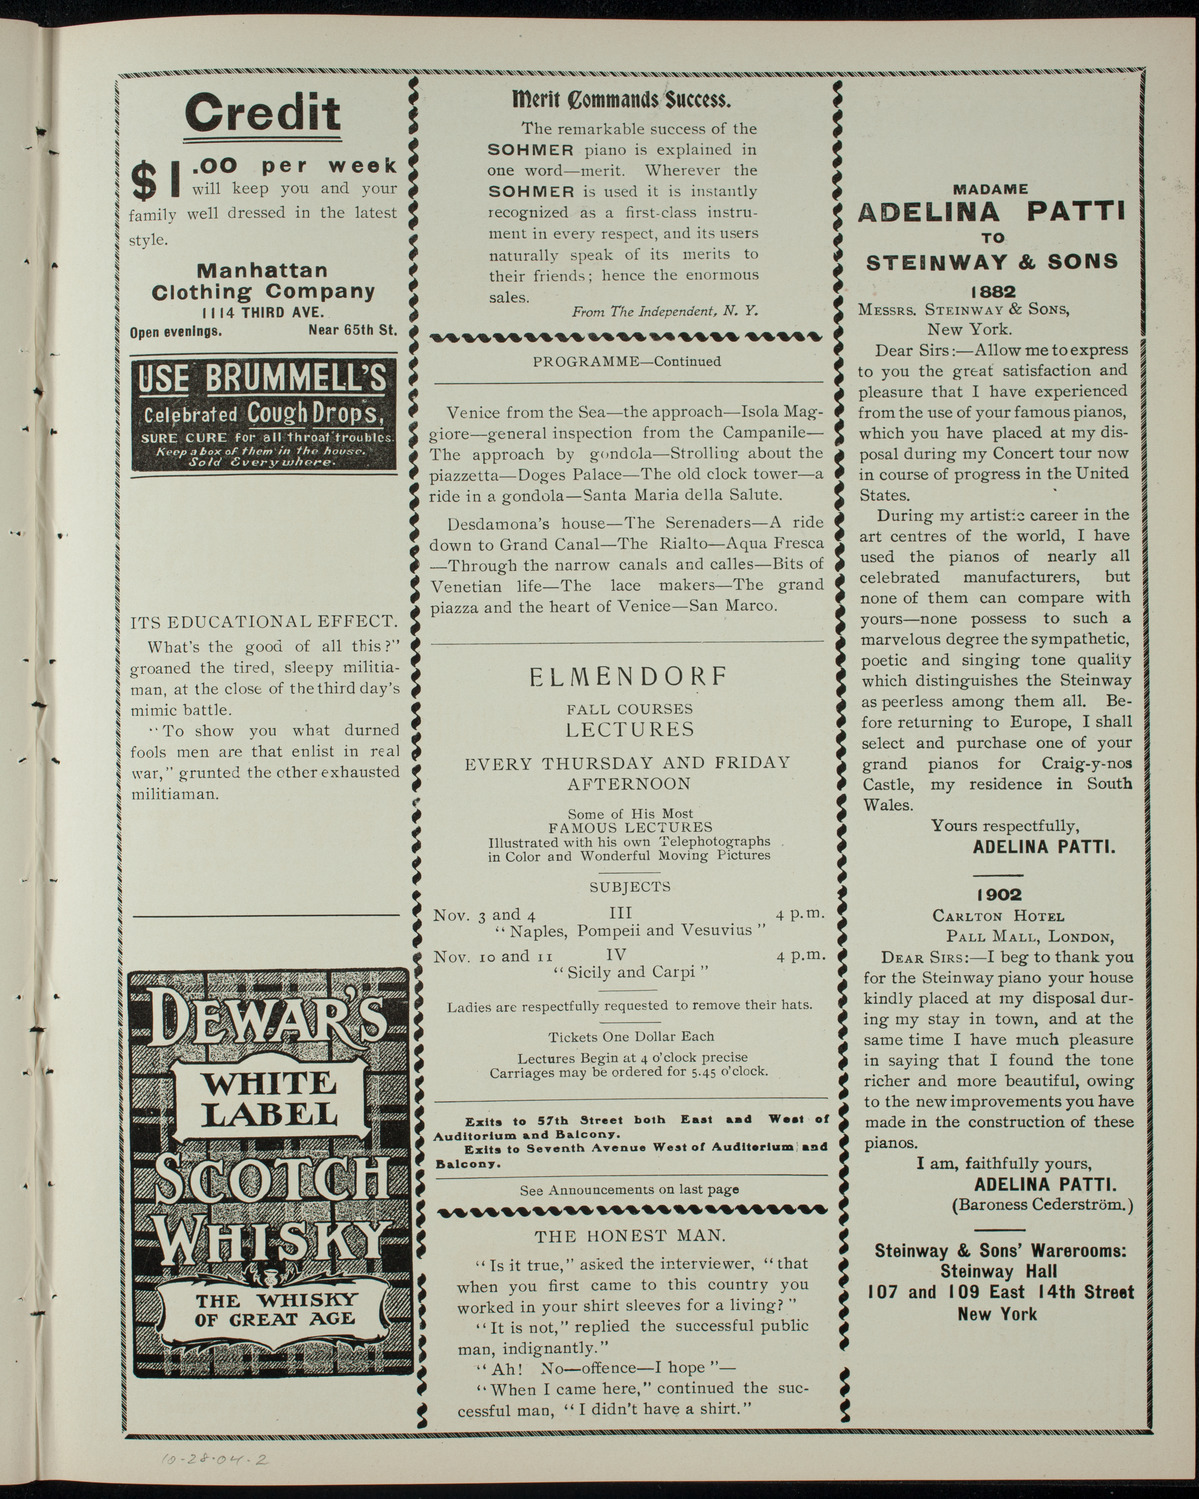 Credit
$1.00 per week
will keep you and your
family well dressed in the latest
style.
Manhattan
Clothing Company
1114 THIRD AVE.
Open evenings. Near 65th St.
USE BRUMMELL'S
Celebrated Cough Drops,
SURE CURE for all throat troubles.
Keep a box of them in the house.
Sold Everywhere.
ITS EDUCATIONAL EFFECT.
What's the good of all this?"
groaned the tired, sleepy militia-
man, at the close of the third day's
mimic battle.
"To show you what durned
fools men are that enlist in real
war," grunted the other exhausted
militiaman.
DEWAR'S
WHITE
LABEL
SCOTCH
WHISKY
THE WHISKY
OF GREAT AGE
Merit Commands Success.
The remarkable success of the
SOHMER piano is explained in
one word—merit. Wherever the
SOHMER is used it is instantly
recognized as a first-class instru-
ment in every respect, and its users
naturally speak of its merits to
their friends; hence the enormous
sales.
From The Independent, N. Y.
PROGRAMME—Continued
Venice from the Sea—the approach—Isola Mag-
giore—general inspection from the Campanile—
The approach by gondola—Strolling about the
piazzetta—Doges Palace—The old clock tower—a
ride in a gondola—Santa Maria della Salute.
Desdamona's house—The Serenaders—A ride
down to Grand Canal—The Rialto—Aqua Fresca
—Through the narrow canals and calles—Bits of
Venetian life—The lace makers—The grand
piazza and the heart of Venice—San Marco.
ELMENDORF
FALL COURSES
LECTURES
EVERY THURSDAY AND FRIDAY
AFTERNOON
Some of His Most
FAMOUS LECTURES
Illustrated with his own Telephotographs
in Color and Wonderful Moving Pictures
SUBJECTS
Nov. 3 and 4 III 4 p.m.
"Naples, Pompeii and Vesuvius"
Nov. 10 and 11 IV 4 p.m.
"Sicily and Carpi"
Ladies are respectfully requested to remove their hats.
Tickets One Dollar Each
Lectures Begin at 4 o'clock precise
Carriages may be ordered for 5.45 o'clock.
Exits to 57th Street both East and West of
Auditorium and Balcony.
Exits to Seventh Avenue West of Auditorium and
Balcony.
See Announcements on last page
THE HONEST MAN.
"Is it true," asked the interviewer, "that
when you first came to this country you
worked in your shirt sleeves for a living?"
"It is not," replied the successful public
man, indignantly."
"Ah! No—offence—I hope"—
"When I came here," continued the suc-
cessful man, "I didn't have a shirt."
MADAME
ADELINA PATTI
TO
STEINWAY & SONS
1882
MESSRS. STEINWAY & SONS,
New York.
Dear Sirs:—Allow me to express
to you the great satisfaction and
pleasure that I have experienced
from the use of your famous pianos,
which you have placed at my dis-
posal during my Concert tour now
in course of progress in the United
States.
During my artistic career in the
art centres of the world, I have
used the pianos of nearly all
celebrated manufacturers, but
none of them can compare with
yours—none possess to such a
marvelous degree the sympathetic,
poetic and singing tone quality
which distinguishes the Steinway
as peerless among them all. Be-
fore returning to Europe, I shall
select and purchase one of your
grand pianos for Craig-y-nos
Castle, my residence in South
Wales.
Yours respectfully,
ADELINA PATTI.
1902
CARLTON HOTEL
PALL MALL, LONDON,
DEAR SIRS:—I beg to thank you
for the Steinway piano your house
kindly placed at my disposal dur-
ing my stay in town, and at the
same time I have much pleasure
in saying that I found the tone
richer and more beautiful, owing
to the new improvements you have
made in the construction of these
pianos.
I am, faithfully yours,
ADELINA PATTI.
(Baroness Cederström.)
Steinway & Sons' Warerooms:
Steinway Hall
107 and 109 East 14th Street
New York
10-28-04-2